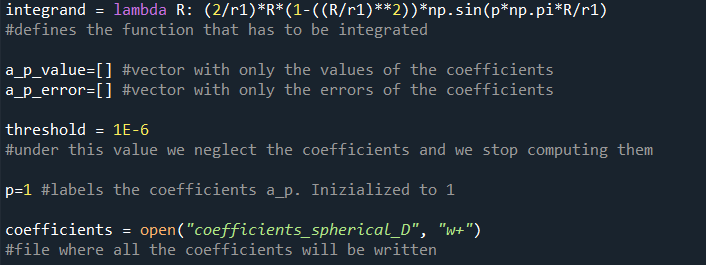 integrand = lambda R: (2/r1)*R*(1-((R/r1)**2))*np.sin(p*np.pi*R/r1)
#defines the function that has to be integrated
a_p_value=[] #vector with only the values of the coefficients
a_p_error=[] #vector with only the errors of the coefficients
threshold = 1E-6
#under this value we neglect the coefficients and we stop computing them
p=1 #labels the coefficients a_p. Inizialized to 1
coefficients = open("coefficients_spherical_D", "w+")
#file where all the coefficients will be written